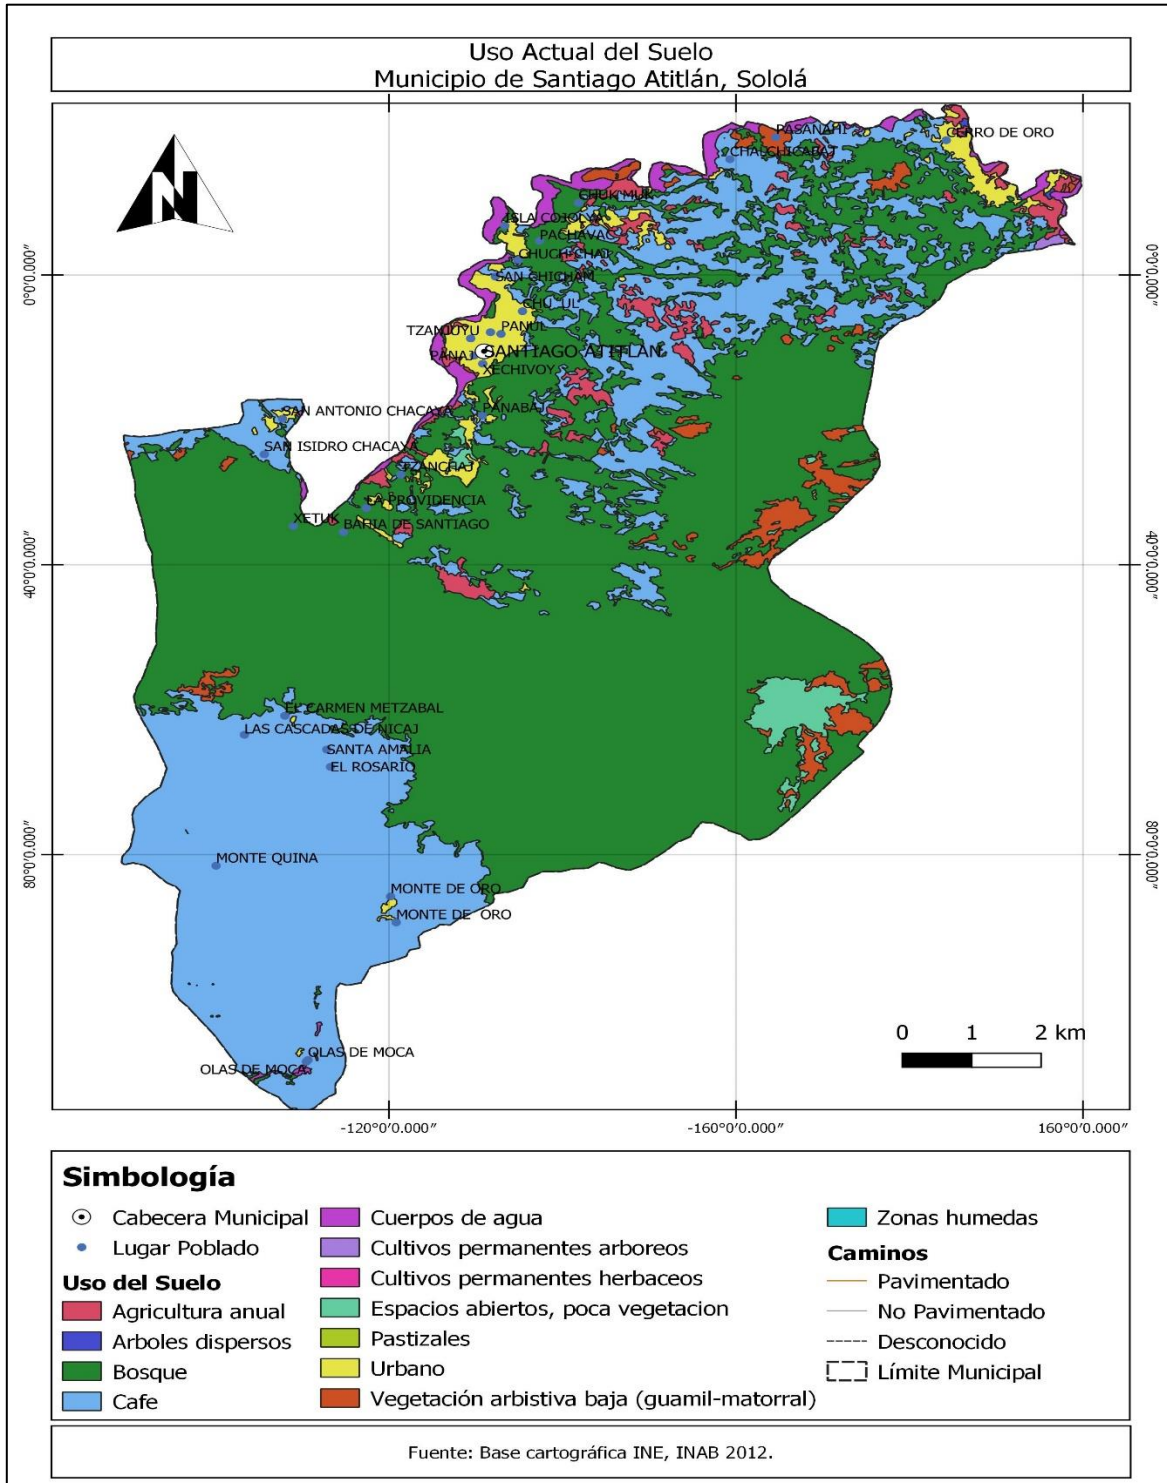 Uso Actual del Suelo
Municipio de Santiago Atitlán, Sololá
N
PASANAHI
CERRO DE ORO
CHALCHICABAJ
CHUK MUK
ISLA COJOLYA
PACHAVAC
CHUCH CHAJ
SAN CHICHAM
CHU UL
TZANJUYU
PANUL
SANTIAGO ATITLAN
PANAJ
XECHIVOY
SAN ANTONIO CHACAYA
PANABAJ
SAN ISIDRO CHACAYA
TZANCHAJ
LA PROVIDENCIA
XETUK
BAHIA DE SANTIAGO
EL CARMEN METZABAL
LAS CASCADAS DE NICAJ
SANTA AMALIA
EL ROSARIO
MONTE QUINA
MONTE DE ORO
MONTE DE ORO
OLAS DE MOCA
OLAS DE MOCA
0°0'0.000"
0°0'0.000"
40°0'0.000"
40°0'0.000"
80°0'0.000"
80°0'0.000"
0 1 2 km
-120°0'0.000"
-160°0'0.000"
160°0'0.000"
Simbología
Cabecera Municipal
Lugar Poblado
Uso del Suelo
Agricultura anual
Arboles dispersos
Bosque
Cafe
Cuerpos de agua
Cultivos permanentes arboreos
Cultivos permanentes herbaceos
Espacios abiertos, poca vegetacion
Pastizales
Urbano
Vegetación arbistiva baja (guamil-matorral)
Zonas humedas
Caminos
Pavimentado
No Pavimentado
Desconocido
Límite Municipal
Fuente: Base cartográfica INE, INAB 2012.